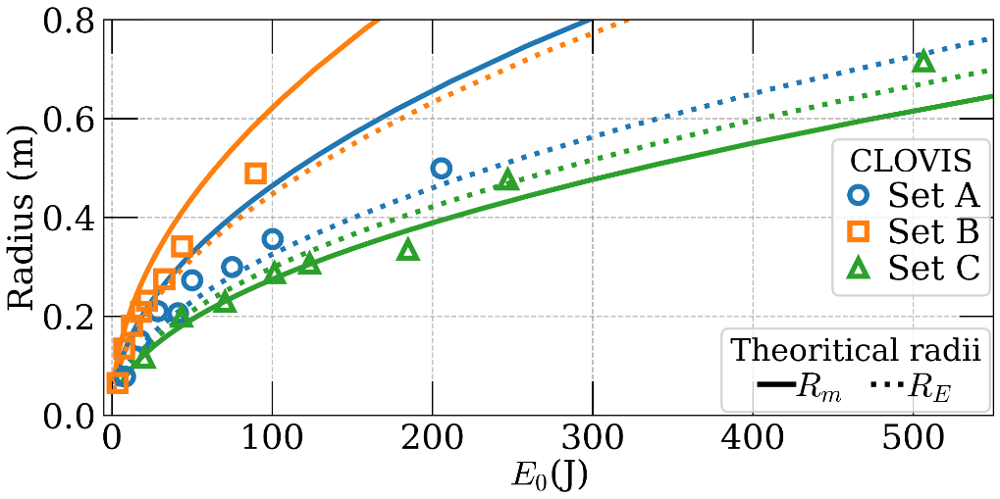 0.8
0.6
0.4
0.2
0.0
Radius (m)
0 100 200 300 400 500
E₀(J)
CLOVIS
Set A
Set B
Set C
Theoritical radii
Rₘ R_E